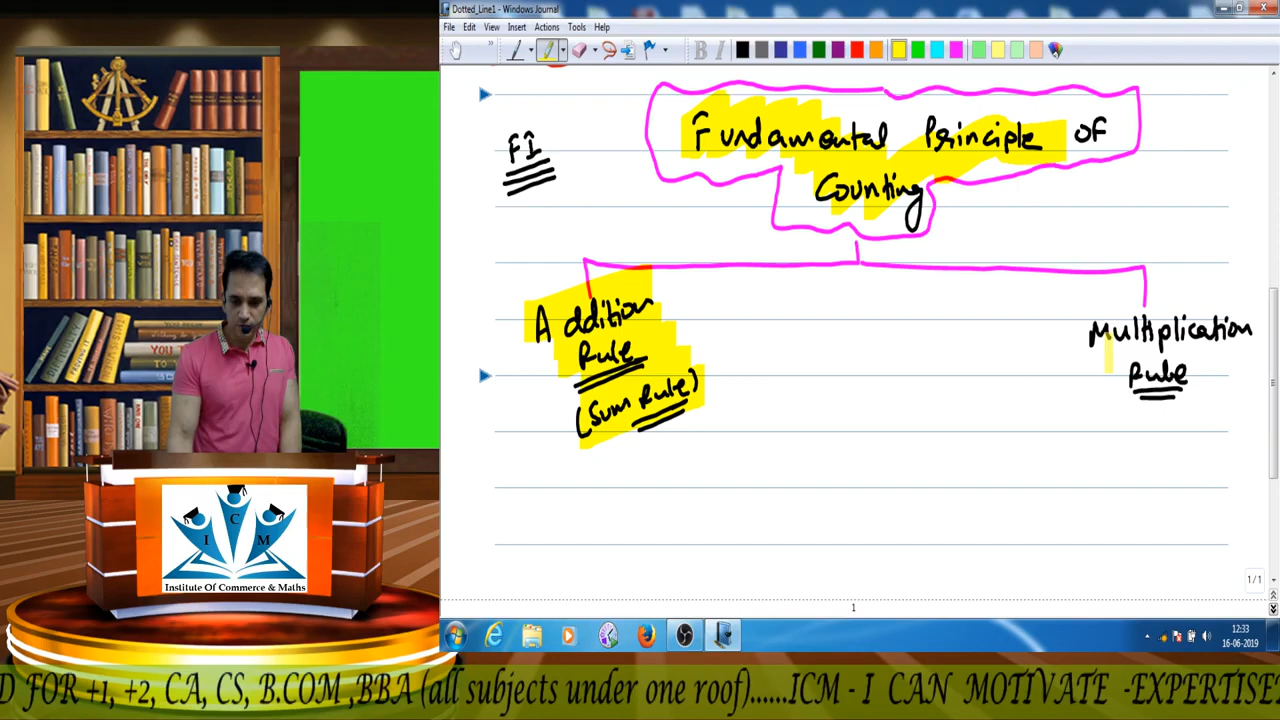 Dotted_Line1 - Windows Journal
File Edit View Insert Actions Tools Help
Fundamental Principle of
Counting
FI
Addition
Rule
(Sum Rule)
Multiplication
Rule
1/1
1
I C M
Institute Of Commerce & Maths
12:33
16-06-2019
D FOR +1, +2, CA, CS, B.COM ,BBA (all subjects under one roof)......ICM - I CAN MOTIVATE -EXPERTISE